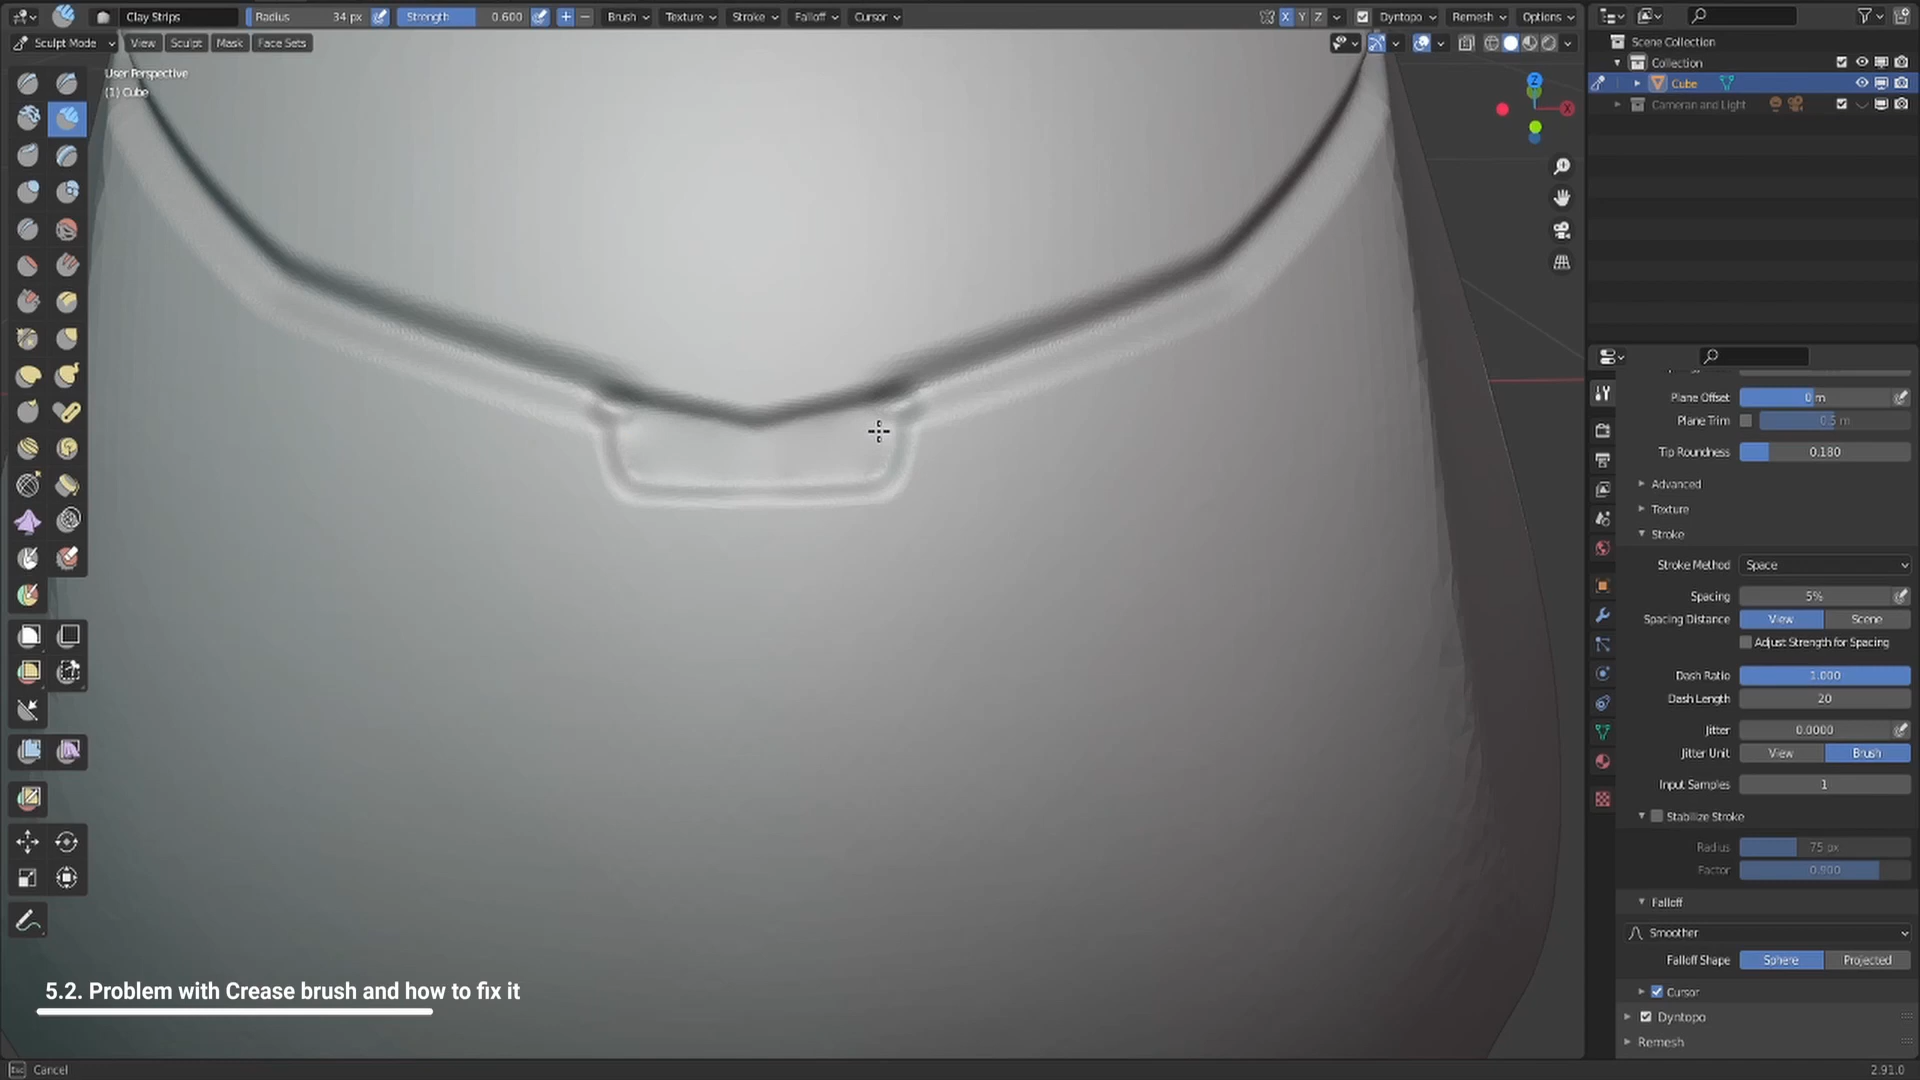 Clay Strips Radius 34 px Strength 0.600 Brush Texture Stroke Falloff Cursor X Y Z Dyntopo Remesh Options
Sculpt Mode View Sculpt Mask Face Sets
User Perspective
(1) Cube
Z
X
Scene Collection
Collection
Cube
Cameran and Light
Plane Offset 0 m
Plane Trim 0.5 m
Tip Roundness 0.180
Advanced
Texture
Stroke
Stroke Method Space
Spacing 5%
Spacing Distance View Scene
Adjust Strength for Spacing
Dash Ratio 1.000
Dash Length 20
Jitter 0.0000
Jitter Unit View Brush
Input Samples 1
Stabilize Stroke
Radius 75 px
Factor 0.900
Falloff
Smoother
Falloff Shape Sphere Projected
Cursor
Dyntopo
Remesh
5.2. Problem with Crease brush and how to fix it
Esc Cancel
2.91.0